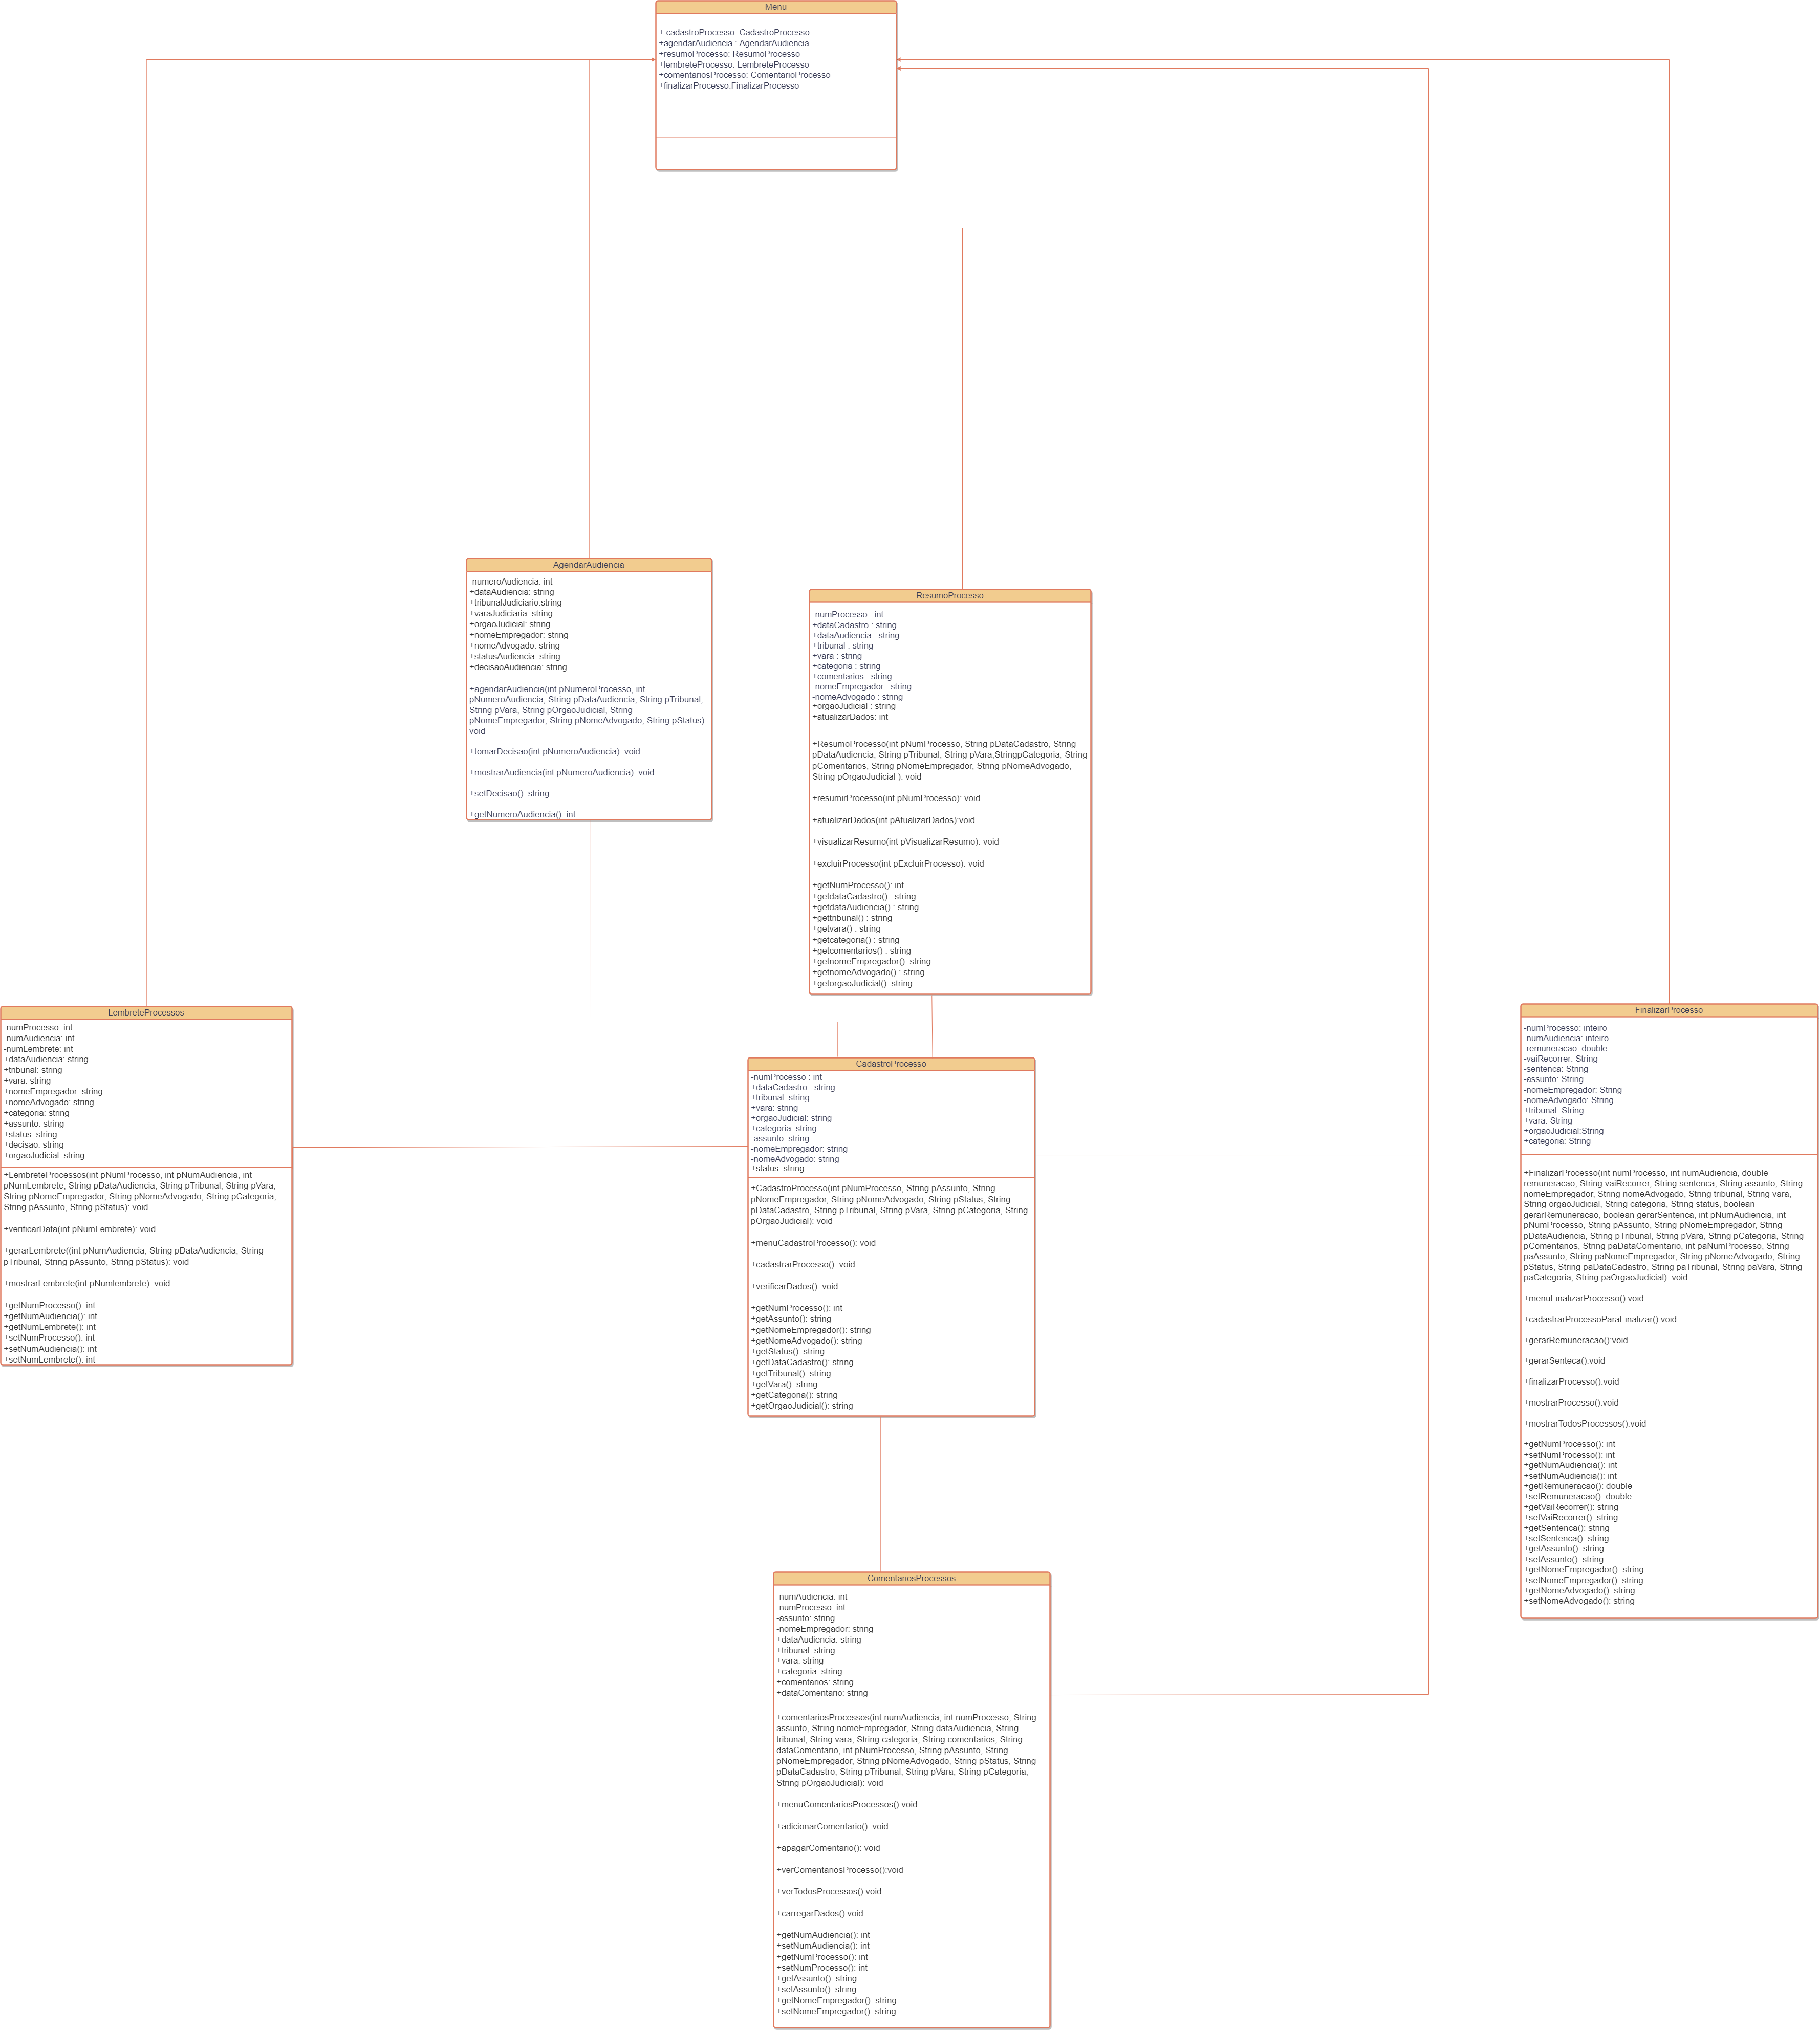 Menu
+ cadastroProcesso: CadastroProcesso
+agendarAudiencia : AgendarAudiencia
+resumoProcesso: ResumoProcesso
+lembreteProcesso: LembreteProcesso
+comentariosProcesso: ComentarioProcesso
+finalizarProcesso:FinalizarProcesso
AgendarAudiencia
-numeroAudiencia: int
+dataAudiencia: string
+tribunalJudiciario:string
+varaJudiciaria: string
+orgaoJudicial: string
+nomeEmpregador: string
+nomeAdvogado: string
+statusAudiencia: string
+decisaoAudiencia: string
+agendarAudiencia(int pNumeroProcesso, int
pNumeroAudiencia, String pDataAudiencia, String pTribunal,
String pVara, String pOrgaoJudicial, String
pNomeEmpregador, String pNomeAdvogado, String pStatus):
void
+tomarDecisao(int pNumeroAudiencia): void
+mostrarAudiencia(int pNumeroAudiencia): void
+setDecisao(): string
+getNumeroAudiencia(): int
ResumoProcesso
-numProcesso : int
+dataCadastro : string
+dataAudiencia : string
+tribunal : string
+vara : string
+categoria : string
+comentarios : string
-nomeEmpregador : string
-nomeAdvogado : string
+orgaoJudicial : string
+atualizarDados: int
+ResumoProcesso(int pNumProcesso, String pDataCadastro, String
pDataAudiencia, String pTribunal, String pVara,StringpCategoria, String
pComentarios, String pNomeEmpregador, String pNomeAdvogado,
String pOrgaoJudicial ): void
+resumirProcesso(int pNumProcesso): void
+atualizarDados(int pAtualizarDados):void
+visualizarResumo(int pVisualizarResumo): void
+excluirProcesso(int pExcluirProcesso): void
+getNumProcesso(): int
+getdataCadastro() : string
+getdataAudiencia() : string
+gettribunal() : string
+getvara() : string
+getcategoria() : string
+getcomentarios() : string
+getnomeEmpregador(): string
+getnomeAdvogado() : string
+getorgaoJudicial(): string
LembreteProcessos
-numProcesso: int
-numAudiencia: int
-numLembrete: int
+dataAudiencia: string
+tribunal: string
+vara: string
+nomeEmpregador: string
+nomeAdvogado: string
+categoria: string
+assunto: string
+status: string
+decisao: string
+orgaoJudicial: string
+LembreteProcessos(int pNumProcesso, int pNumAudiencia, int
pNumLembrete, String pDataAudiencia, String pTribunal, String pVara,
String pNomeEmpregador, String pNomeAdvogado, String pCategoria,
String pAssunto, String pStatus): void
+verificarData(int pNumLembrete): void
+gerarLembrete((int pNumAudiencia, String pDataAudiencia, String
pTribunal, String pAssunto, String pStatus): void
+mostrarLembrete(int pNumlembrete): void
+getNumProcesso(): int
+getNumAudiencia(): int
+getNumLembrete(): int
+setNumProcesso(): int
+setNumAudiencia(): int
+setNumLembrete(): int
CadastroProcesso
-numProcesso : int
+dataCadastro : string
+tribunal: string
+vara: string
+orgaoJudicial: string
+categoria: string
-assunto: string
-nomeEmpregador: string
-nomeAdvogado: string
+status: string
+CadastroProcesso(int pNumProcesso, String pAssunto, String
pNomeEmpregador, String pNomeAdvogado, String pStatus, String
pDataCadastro, String pTribunal, String pVara, String pCategoria, String
pOrgaoJudicial): void
+menuCadastroProcesso(): void
+cadastrarProcesso(): void
+verificarDados(): void
+getNumProcesso(): int
+getAssunto(): string
+getNomeEmpregador(): string
+getNomeAdvogado(): string
+getStatus(): string
+getDataCadastro(): string
+getTribunal(): string
+getVara(): string
+getCategoria(): string
+getOrgaoJudicial(): string
FinalizarProcesso
-numProcesso: inteiro
-numAudiencia: inteiro
-remuneracao: double
-vaiRecorrer: String
-sentenca: String
-assunto: String
-nomeEmpregador: String
-nomeAdvogado: String
+tribunal: String
+vara: String
+orgaoJudicial:String
+categoria: String
+FinalizarProcesso(int numProcesso, int numAudiencia, double
remuneracao, String vaiRecorrer, String sentenca, String assunto, String
nomeEmpregador, String nomeAdvogado, String tribunal, String vara,
String orgaoJudicial, String categoria, String status, boolean
gerarRemuneracao, boolean gerarSentenca, int pNumAudiencia, int
pNumProcesso, String pAssunto, String pNomeEmpregador, String
pDataAudiencia, String pTribunal, String pVara, String pCategoria, String
pComentarios, String paDataComentario, int paNumProcesso, String
paAssunto, String paNomeEmpregador, String pNomeAdvogado, String
pStatus, String paDataCadastro, String paTribunal, String paVara, String
paCategoria, String paOrgaoJudicial): void
+menuFinalizarProcesso():void
+cadastrarProcessoParaFinalizar():void
+gerarRemuneracao():void
+gerarSenteca():void
+finalizarProcesso():void
+mostrarProcesso():void
+mostrarTodosProcessos():void
+getNumProcesso(): int
+setNumProcesso(): int
+getNumAudiencia(): int
+setNumAudiencia(): int
+getRemuneracao(): double
+setRemuneracao(): double
+getVaiRecorrer(): string
+setVaiRecorrer(): string
+getSentenca(): string
+setSentenca(): string
+getAssunto(): string
+setAssunto(): string
+getNomeEmpregador(): string
+setNomeEmpregador(): string
+getNomeAdvogado(): string
+setNomeAdvogado(): string
ComentariosProcessos
-numAudiencia: int
-numProcesso: int
-assunto: string
-nomeEmpregador: string
+dataAudiencia: string
+tribunal: string
+vara: string
+categoria: string
+comentarios: string
+dataComentario: string
+comentariosProcessos(int numAudiencia, int numProcesso, String
assunto, String nomeEmpregador, String dataAudiencia, String
tribunal, String vara, String categoria, String comentarios, String
dataComentario, int pNumProcesso, String pAssunto, String
pNomeEmpregador, String pNomeAdvogado, String pStatus, String
pDataCadastro, String pTribunal, String pVara, String pCategoria,
String pOrgaoJudicial): void
+menuComentariosProcessos():void
+adicionarComentario(): void
+apagarComentario(): void
+verComentariosProcesso():void
+verTodosProcessos():void
+carregarDados():void
+getNumAudiencia(): int
+setNumAudiencia(): int
+getNumProcesso(): int
+setNumProcesso(): int
+getAssunto(): string
+setAssunto(): string
+getNomeEmpregador(): string
+setNomeEmpregador(): string